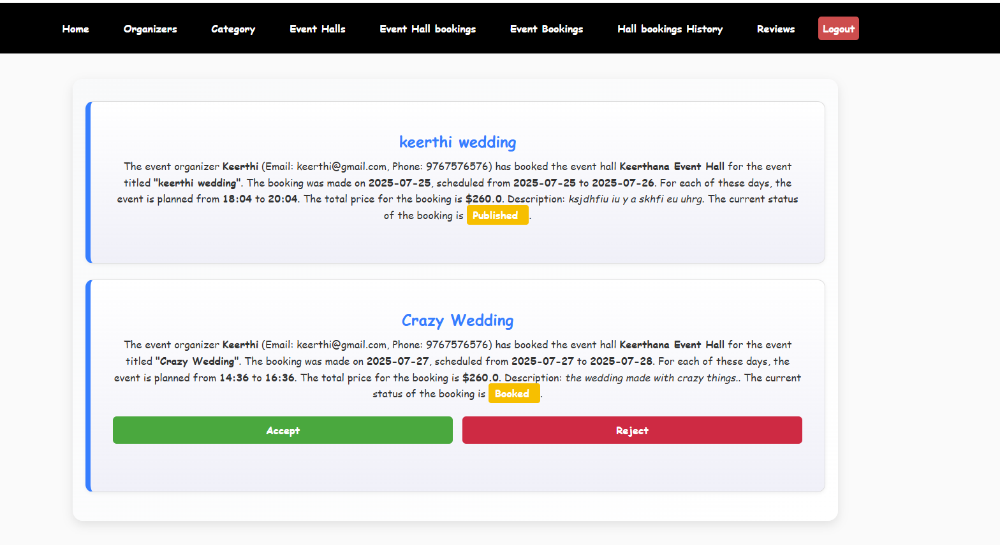 Home Organizers Category Event Halls Event Hall bookings Event Bookings Hall bookings History Reviews Logout
keerthi wedding
The event organizer Keerthi (Email: keerthi@gmail.com, Phone: 9767576576) has booked the event hall Keerthana Event Hall for the event
titled "keerthi wedding". The booking was made on 2025-07-25, scheduled from 2025-07-25 to 2025-07-26. For each of these days, the
event is planned from 18:04 to 20:04. The total price for the booking is $260.0. Description: ksjdhfiu iu y a skhfi eu uhrg. The current status
of the booking is Published .
Crazy Wedding
The event organizer Keerthi (Email: keerthi@gmail.com, Phone: 9767576576) has booked the event hall Keerthana Event Hall for the event
titled "Crazy Wedding". The booking was made on 2025-07-27, scheduled from 2025-07-27 to 2025-07-28. For each of these days, the
event is planned from 14:36 to 16:36. The total price for the booking is $260.0. Description: the wedding made with crazy things.. The current
status of the booking is Booked .
Accept Reject